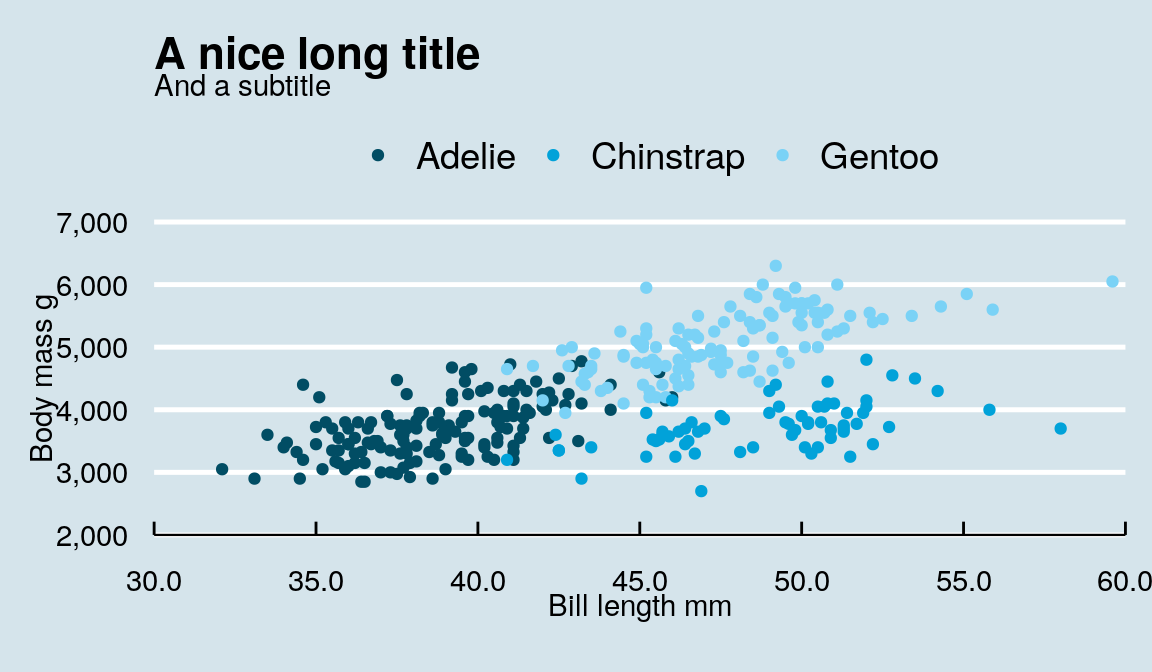 A nice long title
And a subtitle
Adelie Chinstrap Gentoo
7,000
6,000
5,000
4,000
3,000
2,000
Body mass g
30.0 35.0 40.0 45.0 50.0 55.0 60.0
Bill length mm